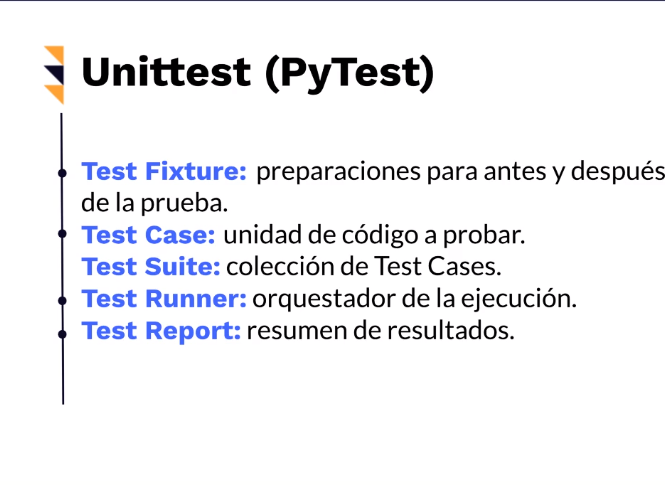 Unittest (PyTest)
Test Fixture: preparaciones para antes y después
de la prueba.
Test Case: unidad de código a probar.
Test Suite: colección de Test Cases.
Test Runner: orquestador de la ejecución.
Test Report: resumen de resultados.